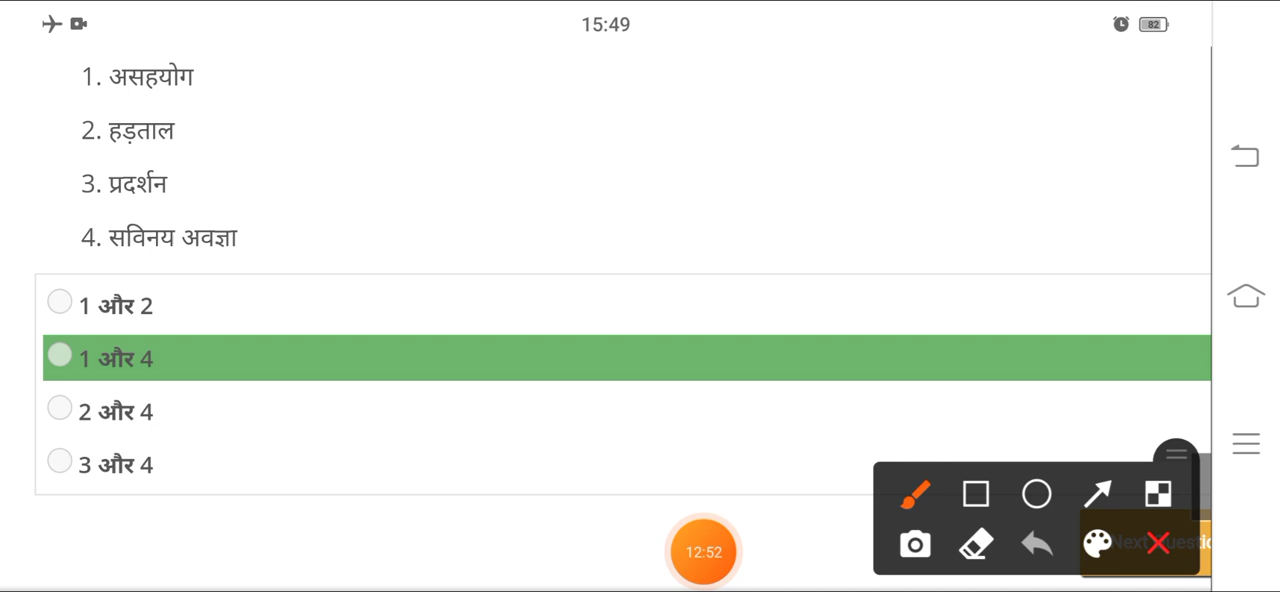 15:49
82
1. असहयोग
2. हड़ताल
3. प्रदर्शन
4. सविनय अवज्ञा
1 और 2
1 और 4
2 और 4
3 और 4
12:52
Next